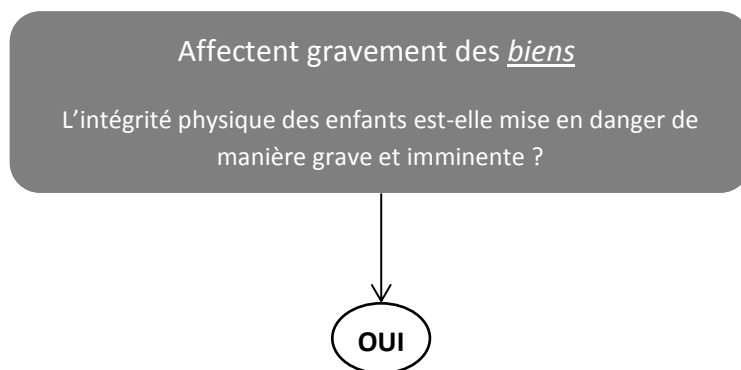 Affectent gravement des biens
L’intégrité physique des enfants est-elle mise en danger de
manière grave et imminente ?
OUI